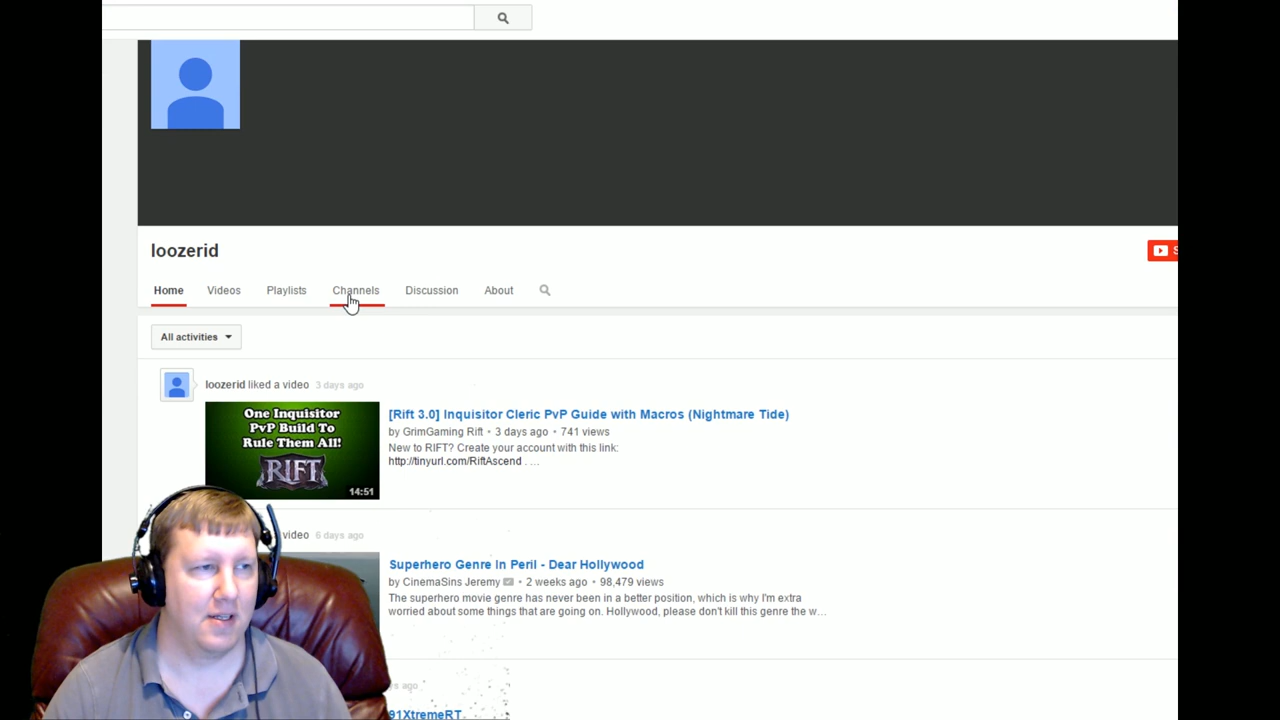 loozerid
Home Videos Playlists Channels Discussion About
All activities
loozerid liked a video 3 days ago
One Inquisitor
PvP Build To
Rule Them All!
RIFT
14:51
[Rift 3.0] Inquisitor Cleric PvP Guide with Macros (Nightmare Tide)
by GrimGaming Rift • 3 days ago • 741 views
New to RIFT? Create your account with this link:
http://tinyurl.com/RiftAscend . ...
video 6 days ago
Superhero Genre In Peril - Dear Hollywood
by CinemaSins Jeremy • 2 weeks ago • 98,479 views
The superhero movie genre has never been in a better position, which is why I'm extra
worried about some things that are going on. Hollywood, please don't kill this genre the w...
ago
91XtremeRT